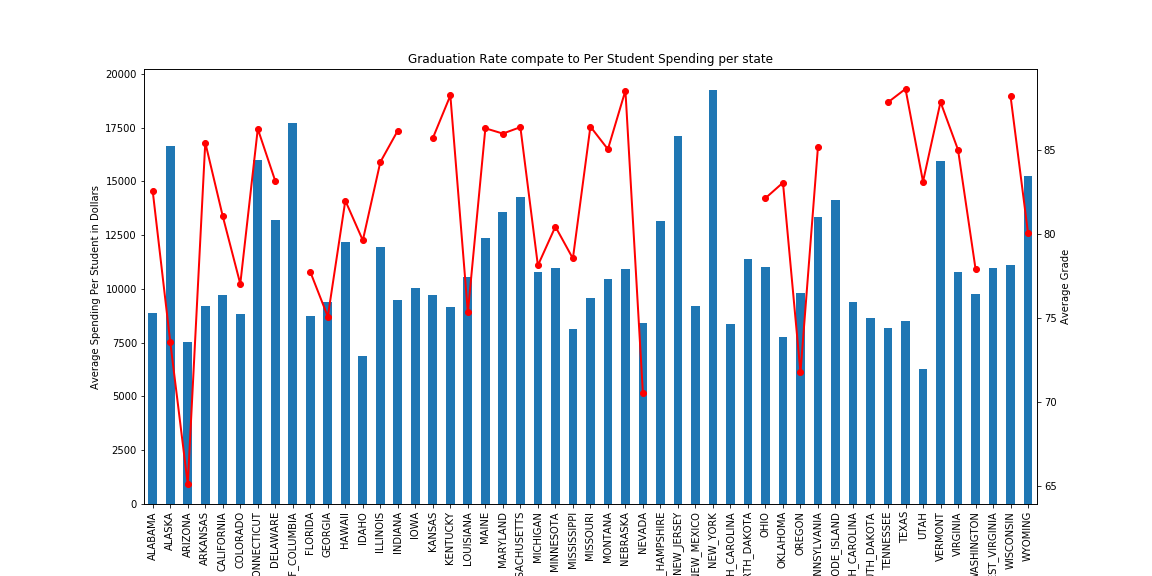 Graduation Rate compate to Per Student Spending per state
20000
17500
15000
12500
10000
7500
5000
2500
0
Average Spending Per Student in Dollars
85
80
75
70
65
Average Grade
ALABAMA
ALASKA
ARIZONA
ARKANSAS
CALIFORNIA
COLORADO
ONNECTICUT
DELAWARE
F_COLUMBIA
FLORIDA
GEORGIA
HAWAII
IDAHO
ILLINOIS
INDIANA
IOWA
KANSAS
KENTUCKY
LOUISIANA
MAINE
MARYLAND
SACHUSETTS
MICHIGAN
MINNESOTA
MISSISSIPPI
MISSOURI
MONTANA
NEBRASKA
NEVADA
_HAMPSHIRE
NEW_JERSEY
NEW_MEXICO
NEW_YORK
H_CAROLINA
RTH_DAKOTA
OHIO
OKLAHOMA
OREGON
NNSYLVANIA
ODE_ISLAND
H_CAROLINA
UTH_DAKOTA
TENNESSEE
TEXAS
UTAH
VERMONT
VIRGINIA
WASHINGTON
EST_VIRGINIA
WISCONSIN
WYOMING